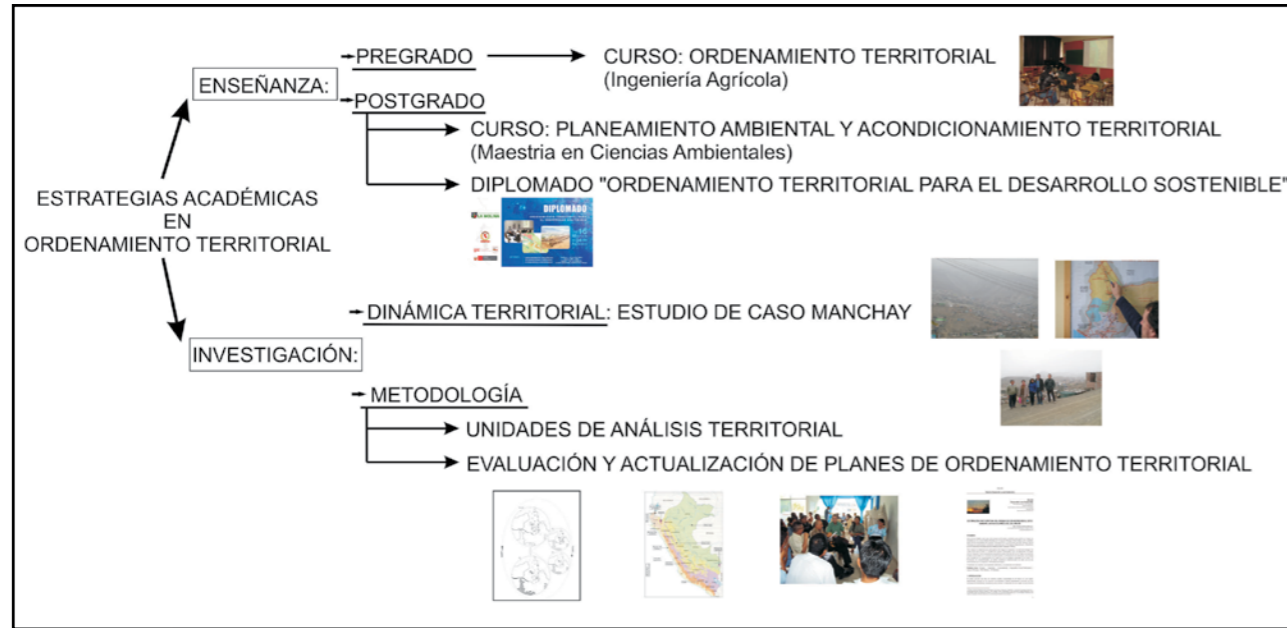 ESTRATEGIAS ACADÉMICAS
EN
ORDENAMIENTO TERRITORIAL
ENSEÑANZA:
PREGRADO
CURSO: ORDENAMIENTO TERRITORIAL
(Ingeniería Agrícola)
POSTGRADO
CURSO: PLANEAMIENTO AMBIENTAL Y ACONDICIONAMIENTO TERRITORIAL
(Maestria en Ciencias Ambientales)
DIPLOMADO "ORDENAMIENTO TERRITORIAL PARA EL DESARROLLO SOSTENIBLE"
LA MOLINA
DIPLOMADO
INVESTIGACIÓN:
DINÁMICA TERRITORIAL: ESTUDIO DE CASO MANCHAY
METODOLOGÍA
UNIDADES DE ANÁLISIS TERRITORIAL
EVALUACIÓN Y ACTUALIZACIÓN DE PLANES DE ORDENAMIENTO TERRITORIAL